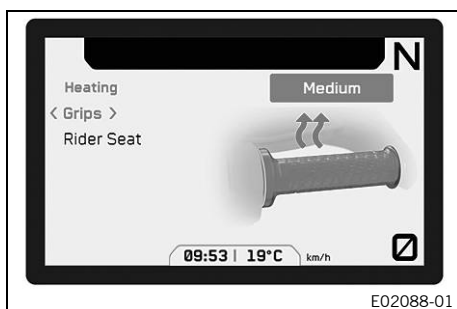 N
Heating
Medium
< Grips >
Rider Seat
09:53 | 19°C
km/h
0
E02088-01